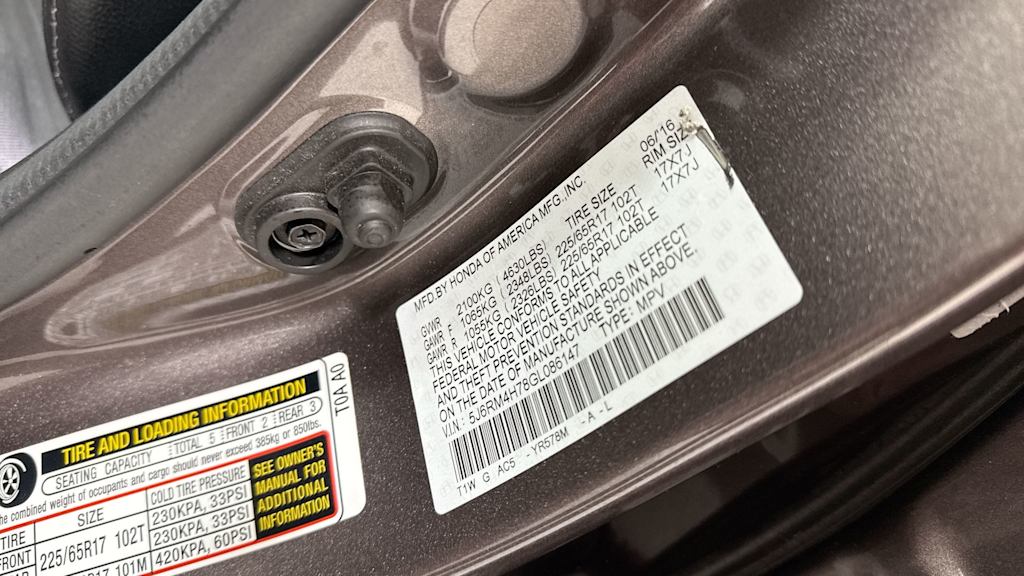 MFD.BY HONDA OF AMERICA MFG.,INC. 06/16
GVWR 2100KG ( 4630LBS) TIRE SIZE RIM SIZE
GAWR F 1065KG ( 2348LBS) 225/65R17 102T 17X7J
GAWR R 1085KG ( 2326LBS) 225/65R17 102T 17X7J
THIS VEHICLE CONFORMS TO ALL APPLICABLE
FEDERAL MOTOR VEHICLE SAFETY
AND THEFT PREVENTION STANDARDS IN EFFECT
ON THE DATE OF MANUFACTURE SHOWN ABOVE.
V.I.N: 5J6RM4H78GL086147 TYPE: MPV
T1W G AC5 -YR578M -A-L
T0A A0
TIRE AND LOADING INFORMATION
SEATING CAPACITY TOTAL 5 FRONT 2 REAR 3
The combined weight of occupants and cargo should never exceed 385kg or 850lbs.
TIRE SIZE COLD TIRE PRESSURE
FRONT 225/65R17 102T 230KPA, 33PSI
230KPA, 33PSI
101M 420KPA, 60PSI
SEE OWNER'S
MANUAL FOR
ADDITIONAL
INFORMATION